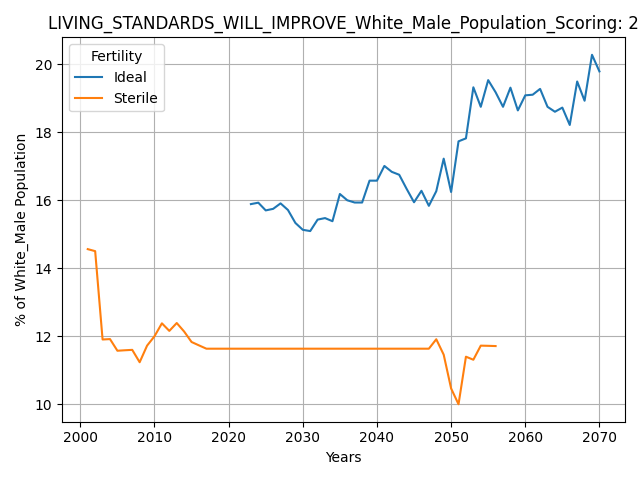 LIVING_STANDARDS_WILL_IMPROVE_White_Male_Population_Scoring: 2
Fertility
Ideal
Sterile
% of White_Male Population
20
18
16
14
12
10
2000 2010 2020 2030 2040 2050 2060 2070
Years